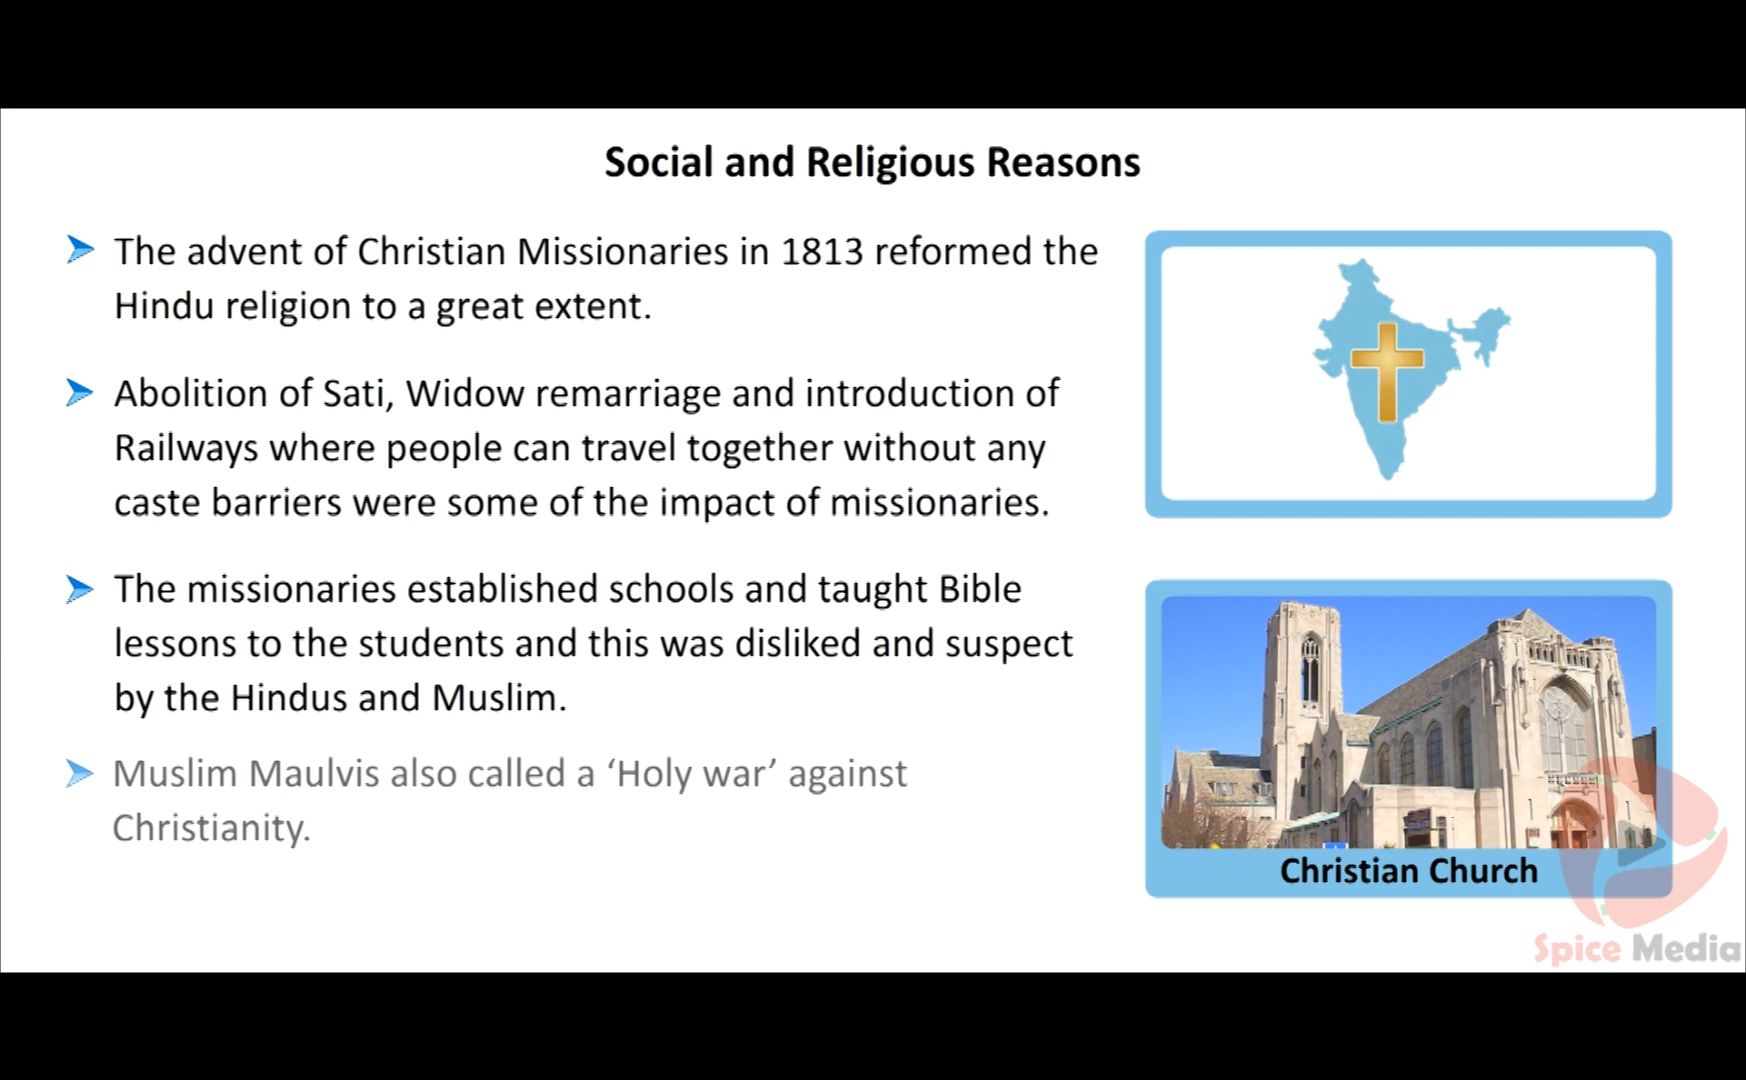 Social and Religious Reasons
The advent of Christian Missionaries in 1813 reformed the
Hindu religion to a great extent.
Abolition of Sati, Widow remarriage and introduction of
Railways where people can travel together without any
caste barriers were some of the impact of missionaries.
The missionaries established schools and taught Bible
lessons to the students and this was disliked and suspect
by the Hindus and Muslim.
Muslim Maulvis also called a ‘Holy war’ against
Christianity.
Christian Church
Spice Media